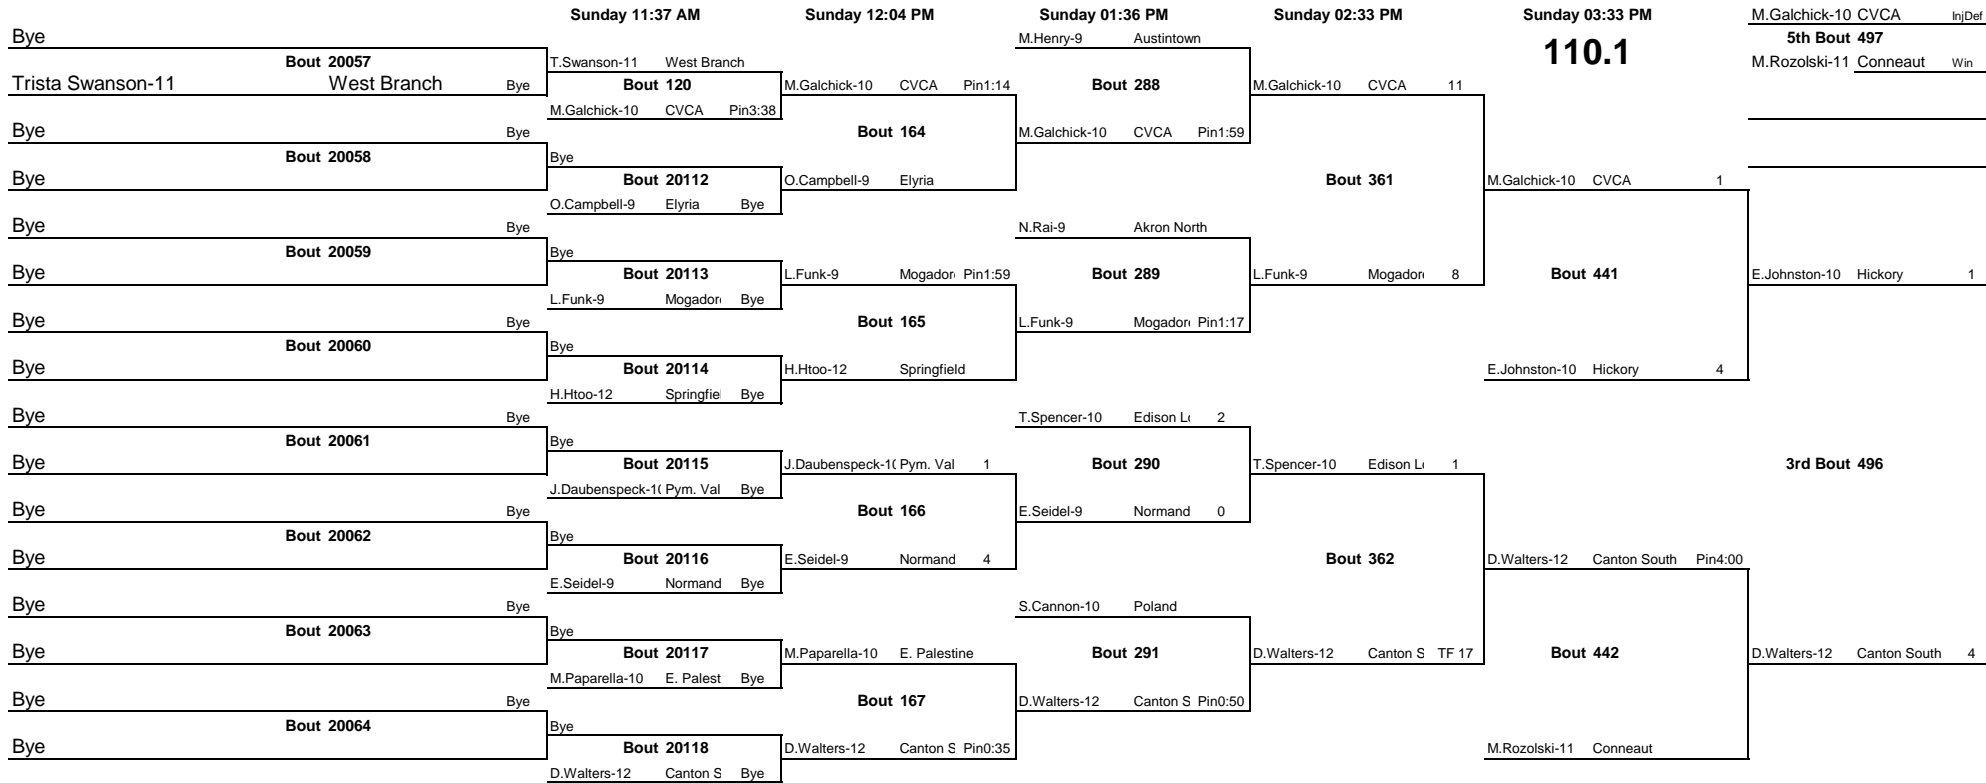 Sunday 11:37 AM Sunday 12:04 PM Sunday 01:36 PM Sunday 02:33 PM Sunday 03:33 PM M.Galchick-10 CVCA InjDef
Bye M.Henry-9 Austintown 110.1 5th Bout 497
Bout 20057 T.Swanson-11 West Branch M.Rozolski-11 Conneaut Win
Trista Swanson-11 West Branch Bye Bout 120 M.Galchick-10 CVCA Pin1:14 Bout 288 M.Galchick-10 CVCA 11
M.Galchick-10 CVCA Pin3:38
Bye Bye Bout 164 M.Galchick-10 CVCA Pin1:59
Bout 20058 Bye
Bye Bout 20112 O.Campbell-9 Elyria Bout 361 M.Galchick-10 CVCA 1
O.Campbell-9 Elyria Bye
Bye Bye N.Rai-9 Akron North
Bout 20059 Bye
Bye Bout 20113 L.Funk-9 Mogadore Pin1:59 Bout 289 L.Funk-9 Mogadore 8 Bout 441 E.Johnston-10 Hickory 1
L.Funk-9 Mogadore Bye
Bye Bye Bout 165 L.Funk-9 Mogadore Pin1:17
Bout 20060 Bye
Bye Bout 20114 H.Htoo-12 Springfield E.Johnston-10 Hickory 4
H.Htoo-12 Springfie Bye
Bye Bye T.Spencer-10 Edison Lo 2
Bout 20061 Bye
Bye Bout 20115 J.Daubenspeck-10 Pym. Val 1 Bout 290 T.Spencer-10 Edison Lo 1 3rd Bout 496
J.Daubenspeck-10 Pym. Val Bye
Bye Bye Bout 166 E.Seidel-9 Normand 0
Bout 20062 Bye
Bye Bout 20116 E.Seidel-9 Normand 4 Bout 362 D.Walters-12 Canton South Pin4:00
E.Seidel-9 Normand Bye
Bye Bye S.Cannon-10 Poland
Bout 20063 Bye
Bye Bout 20117 M.Paparella-10 E. Palestine Bout 291 D.Walters-12 Canton S TF 17 Bout 442 D.Walters-12 Canton South 4
M.Paparella-10 E. Palest Bye
Bye Bye Bout 167 D.Walters-12 Canton S Pin0:50
Bout 20064 Bye
Bye Bout 20118 D.Walters-12 Canton S Pin0:35 M.Rozolski-11 Conneaut
D.Walters-12 Canton S Bye